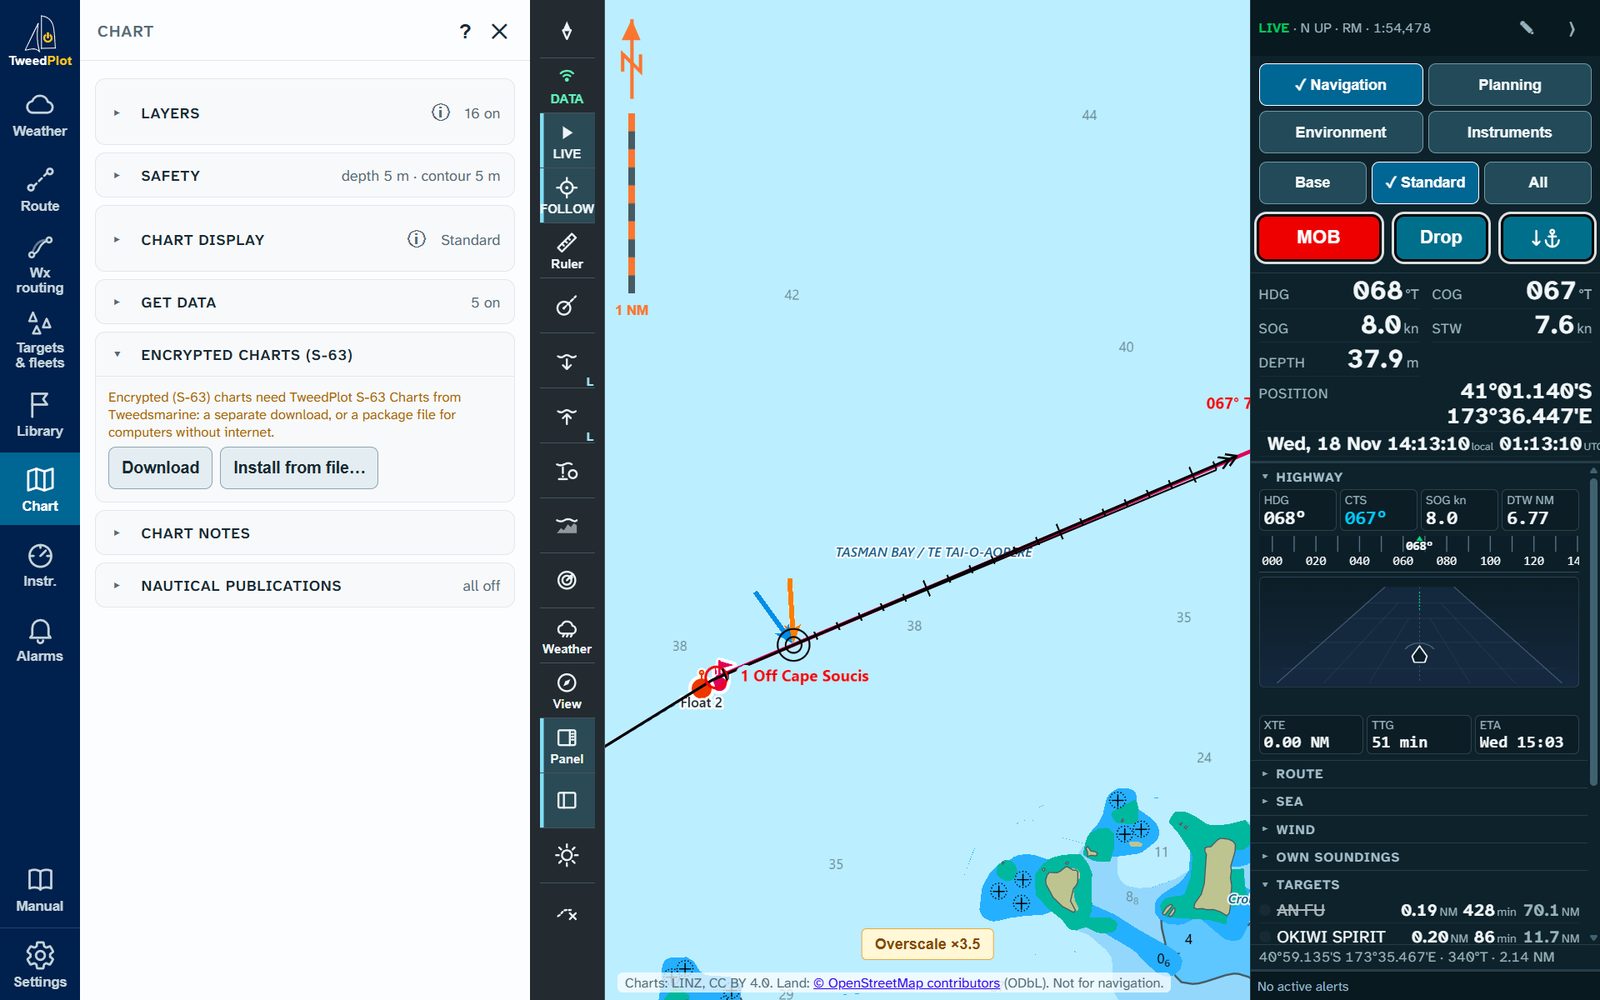 TweedPlot
Weather
Route
Wx
routing
Targets
& fleets
Library
Chart
Instr.
Alarms
Manual
Settings
CHART
?
LAYERS
16 on
SAFETY
depth 5 m · contour 5 m
CHART DISPLAY
Standard
GET DATA
5 on
ENCRYPTED CHARTS (S-63)
Encrypted (S-63) charts need TweedPlot S-63 Charts from
Tweedsmarine: a separate download, or a package file for
computers without internet.
Download
Install from file...
CHART NOTES
NAUTICAL PUBLICATIONS
all off
DATA
LIVE
FOLLOW
Ruler
L
L
Weather
View
Panel
N
1 NM
44
42
40
067° 7
TASMAN BAY / TE TAI-O-AORERE
38
38
35
1 Off Cape Soucis
Float 2
24
35
11
8₈
Cro
4
0₆
29
Overscale ×3.5
Charts: LINZ, CC BY 4.0. Land: © OpenStreetMap contributors (ODbL). Not for navigation.
LIVE · N UP · RM · 1:54,478
✓ Navigation
Planning
Environment
Instruments
Base
✓ Standard
All
MOB
Drop
HDG 068 °T COG 067 °T
SOG 8.0 kn STW 7.6 kn
DEPTH 37.9 m
POSITION 41°01.140'S
173°36.447'E
Wed, 18 Nov 14:13:10 local 01:13:10 UTC
HIGHWAY
HDG CTS SOG kn DTW NM
068° 067° 8.0 6.77
068°
000 020 040 060 080 100 120 14
XTE TTG ETA
0.00 NM 51 min Wed 15:03
ROUTE
SEA
WIND
OWN SOUNDINGS
TARGETS
AN FU 0.19 NM 428 min 70.1 NM
OKIWI SPIRIT 0.20 NM 86 min 11.7 NM
40°59.135'S 173°35.467'E · 340°T · 2.14 NM
No active alerts